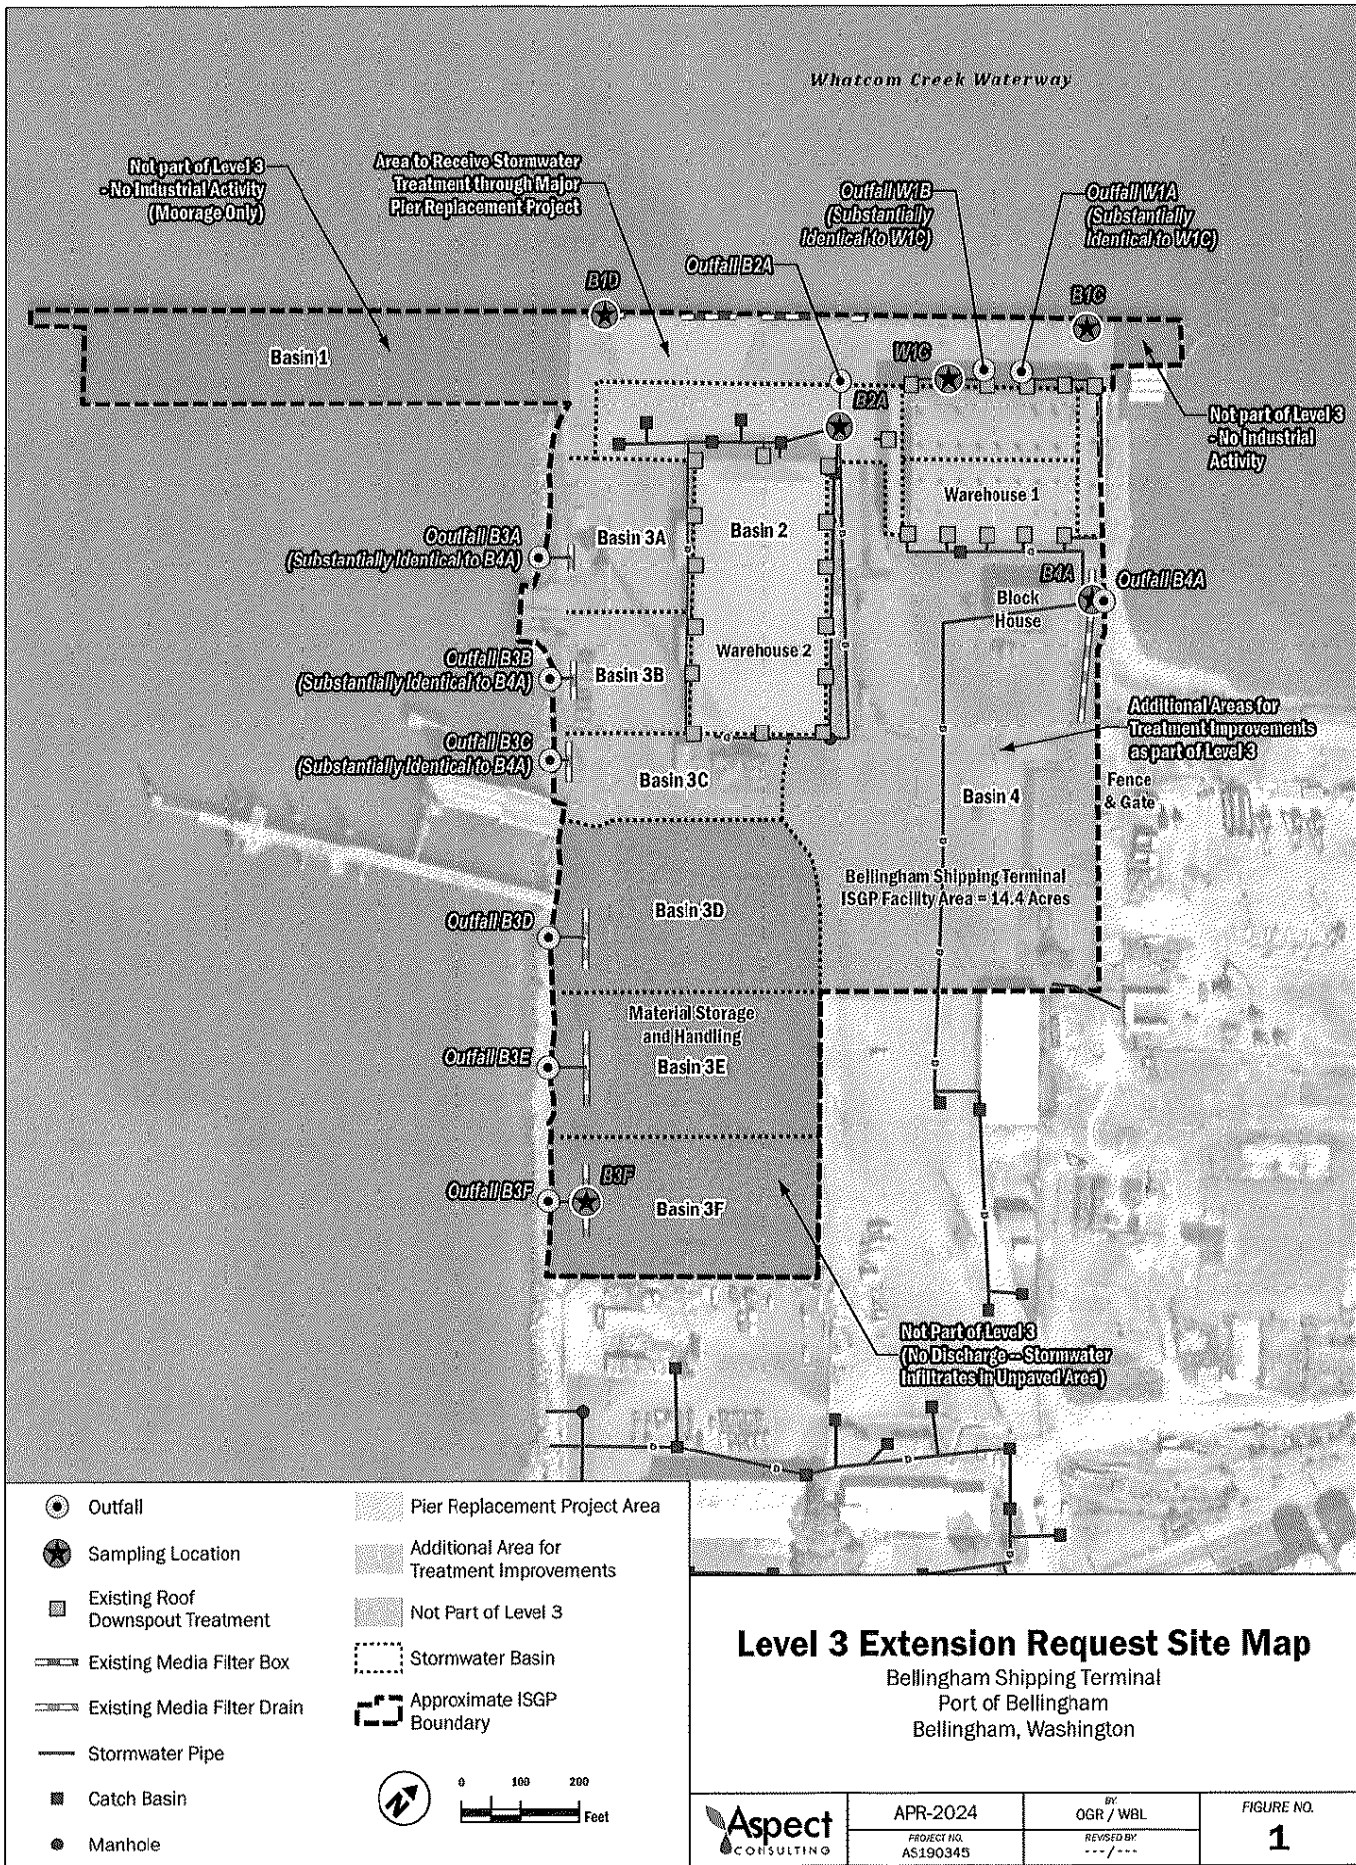 Whatcom Creek Waterway
Not part of Level 3
- No Industrial Activity
(Moorage Only)
Area to Receive Stormwater
Treatment through Major
Pier Replacement Project
Outfall W1B
(Substantially
Identical to W1C)
Outfall W1A
(Substantially
Identical to W1C)
Outfall B2A
B1D
B1C
Basin 1
W1C
B2A
Not part of Level 3
- No Industrial
Activity
Warehouse 1
Ooutfall B3A
(Substantially Identical to B4A)
Basin 3A
Basin 2
D
D
D
B4A
Outfall B4A
Block
House
Outfall B3B
(Substantially Identical to B4A)
Basin 3B
Warehouse 2
D
Additional Areas for
Treatment Improvements
as part of Level 3
Outfall B3C
(Substantially Identical to B4A)
D
D
Basin 3C
Basin 4
Fence
& Gate
D
Bellingham Shipping Terminal
ISGP Facility Area = 14.4 Acres
Outfall B3D
Basin 3D
D
Material Storage
and Handling
Outfall B3E
Basin 3E
D
Outfall B3F
B3F
Basin 3F
D
Not Part of Level 3
(No Discharge – Stormwater
Infiltrates in Unpaved Area)
D
D
D
D
Outfall
Sampling Location
Existing Roof
Downspout Treatment
Existing Media Filter Box
Existing Media Filter Drain
Stormwater Pipe
Catch Basin
Manhole
Pier Replacement Project Area
Additional Area for
Treatment Improvements
Not Part of Level 3
Stormwater Basin
Approximate ISGP
Boundary
N
0 100 200
Feet
Level 3 Extension Request Site Map
Bellingham Shipping Terminal
Port of Bellingham
Bellingham, Washington
Aspect
CONSULTING
APR-2024
PROJECT NO.
AS190345
BY:
OGR / WBL
REVISED BY:
- - - / - - -
FIGURE NO.
1